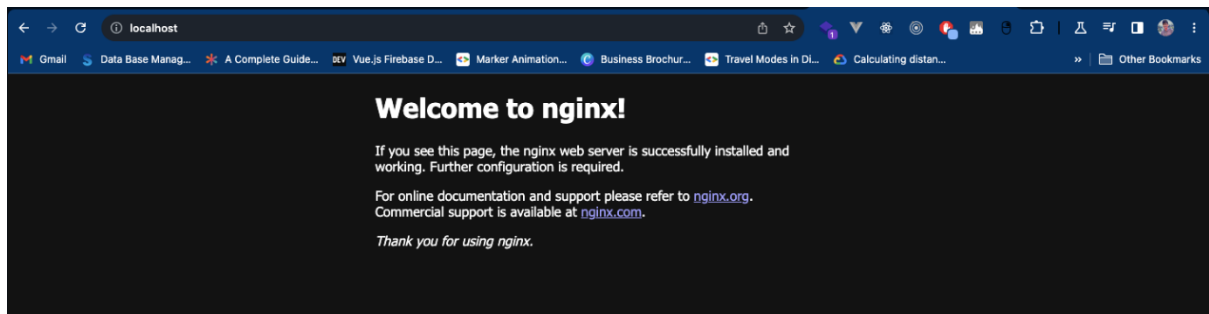 localhost
1
Gmail
Data Base Manag...
A Complete Guide...
DEV
Vue.js Firebase D...
Marker Animation...
Business Brochur...
Travel Modes in Di...
Calculating distan...
»
Other Bookmarks
Welcome to nginx!
If you see this page, the nginx web server is successfully installed and
working. Further configuration is required.
For online documentation and support please refer to nginx.org.
Commercial support is available at nginx.com.
Thank you for using nginx.